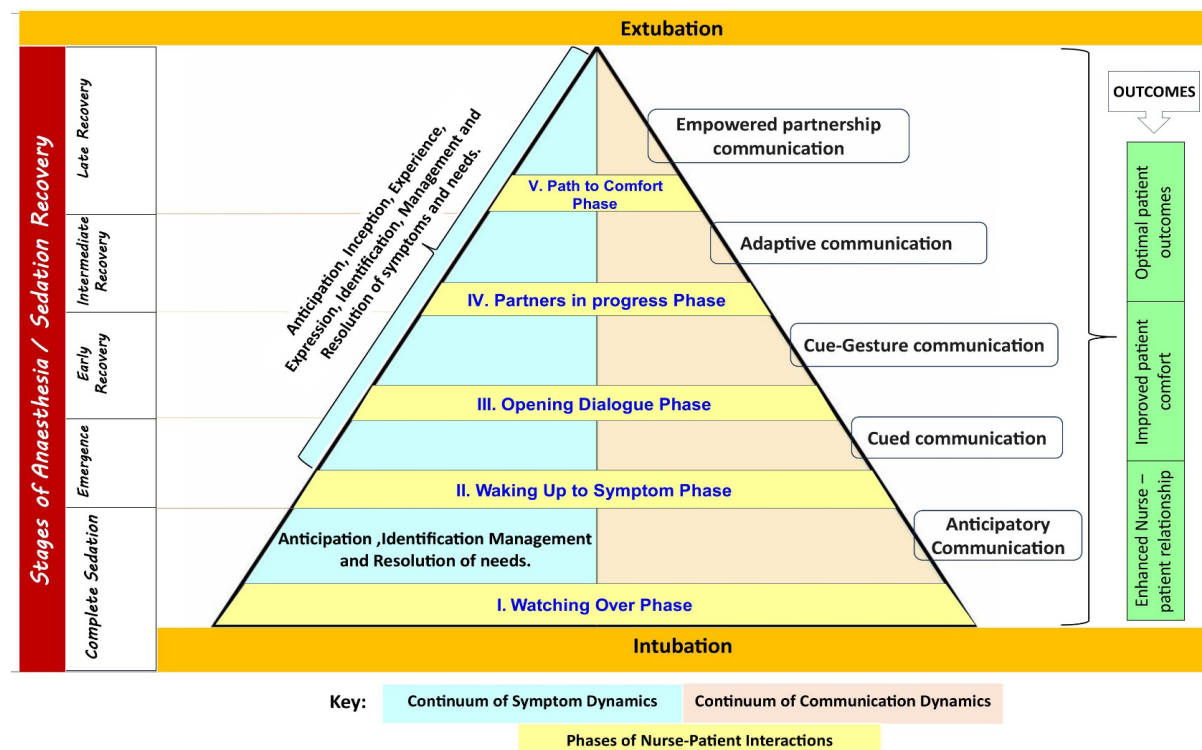 Extubation
Stages of Anaesthesia / Sedation Recovery
Late Recovery
Intermediate
Recovery
Early
Recovery
Emergence
Complete Sedation
Anticipation, Inception, Experience,
Expression, Identification, Management and
Resolution of symptoms and needs.
Empowered partnership
communication
V. Path to Comfort
Phase
Adaptive communication
IV. Partners in progress Phase
Cue-Gesture communication
III. Opening Dialogue Phase
Cued communication
II. Waking Up to Symptom Phase
Anticipation ,Identification Management
and Resolution of needs.
Anticipatory
Communication
I. Watching Over Phase
Intubation
OUTCOMES
Optimal patient
outcomes
Improved patient
comfort
Enhanced Nurse –
patient relationship
Key:
Continuum of Symptom Dynamics
Continuum of Communication Dynamics
Phases of Nurse-Patient Interactions